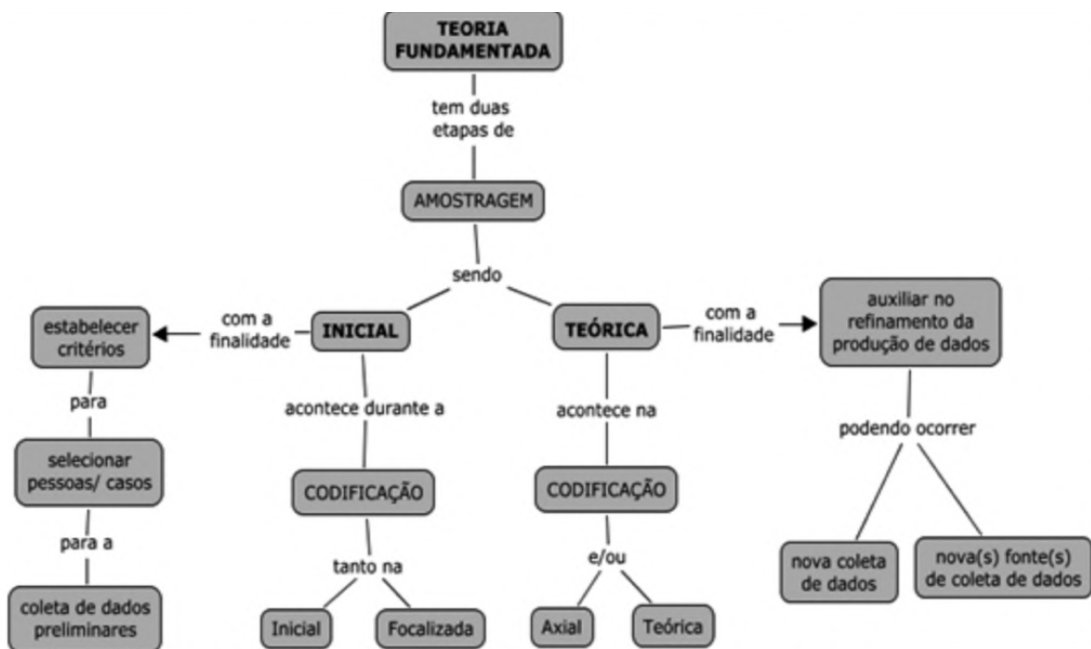 TEORIA
FUNDAMENTADA
tem duas
etapas de
AMOSTRAGEM
sendo
estabelecer
critérios
com a
finalidade
INICIAL
TEÓRICA
com a
finalidade
auxiliar no
refinamento da
produção de dados
para
acontece durante a
acontece na
podendo ocorrer
selecionar
pessoas/ casos
CODIFICAÇÃO
CODIFICAÇÃO
para a
tanto na
e/ou
nova coleta
de dados
nova(s) fonte(s)
de coleta de dados
coleta de dados
preliminares
Inicial
Focalizada
Axial
Teórica